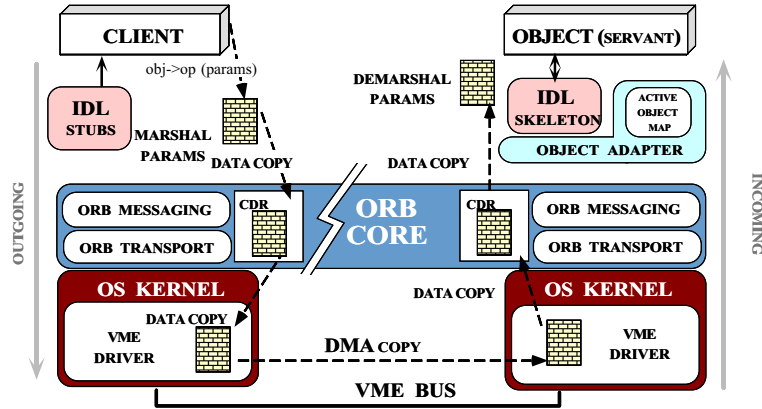 CLIENT
OBJECT (SERVANT)
obj->op (params)
DEMARSHAL
PARAMS
IDL
STUBS
IDL
SKELETON
ACTIVE
OBJECT
MAP
MARSHAL
PARAMS
OBJECT ADAPTER
DATA COPY
DATA COPY
OUTGOING
INCOMING
ORB MESSAGING
CDR
ORB
CORE
CDR
ORB MESSAGING
ORB TRANSPORT
ORB TRANSPORT
OS KERNEL
DATA COPY
OS KERNEL
DATA COPY
VME
DRIVER
DMA COPY
VME
DRIVER
VME BUS